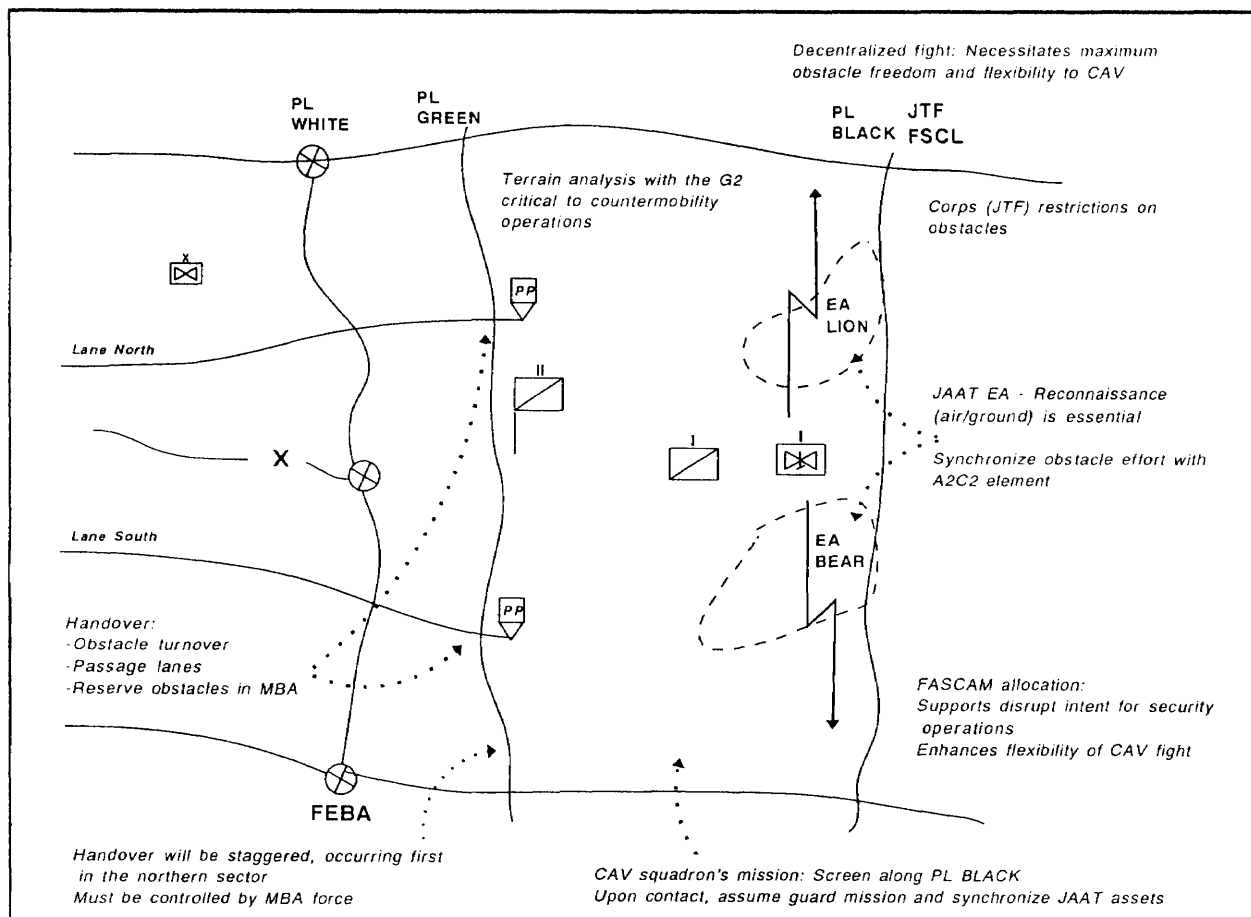 Decentralized fight: Necessitates maximum
obstacle freedom and flexibility to CAV
PL
WHITE
PL
GREEN
PL
BLACK
JTF
FSCL
Terrain analysis with the G2
critical to countermobility
operations
Corps (JTF) restrictions on
obstacles
X
PP
EA
LION
Lane North
II
JAAT EA - Reconnaissance
(air/ground) is essential
X
I
I
Synchronize obstacle effort with
A2C2 element
Lane South
EA
BEAR
PP
Handover:
-Obstacle turnover
-Passage lanes
-Reserve obstacles in MBA
FASCAM allocation:
Supports disrupt intent for security
operations
Enhances flexibility of CAV fight
FEBA
Handover will be staggered, occurring first
in the northern sector
Must be controlled by MBA force
CAV squadron's mission: Screen along PL BLACK
Upon contact, assume guard mission and synchronize JAAT assets